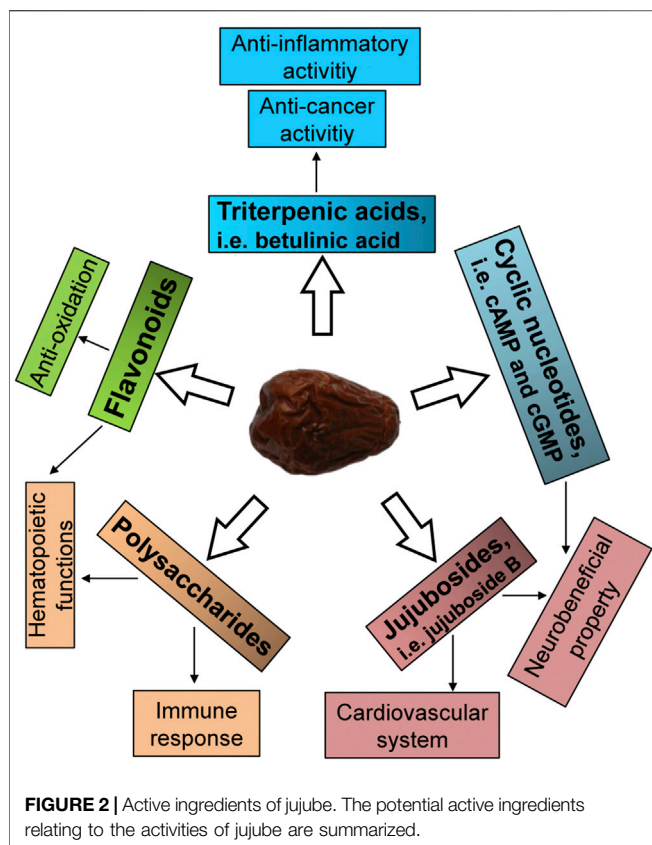 Anti-inflammatory
activitiy
Anti-cancer
activitiy
Triterpenic acids,
i.e. betulinic acid
Cyclic nucleotides,
i.e. cAMP and cGMP
Flavonoids
Anti-oxidation
Hematopoietic
functions
Polysaccharides
Jujubosides,
i.e. jujuboside B
Neurobeneficial
property
Immune
response
Cardiovascular
system
FIGURE 2 | Active ingredients of jujube. The potential active ingredients
relating to the activities of jujube are summarized.